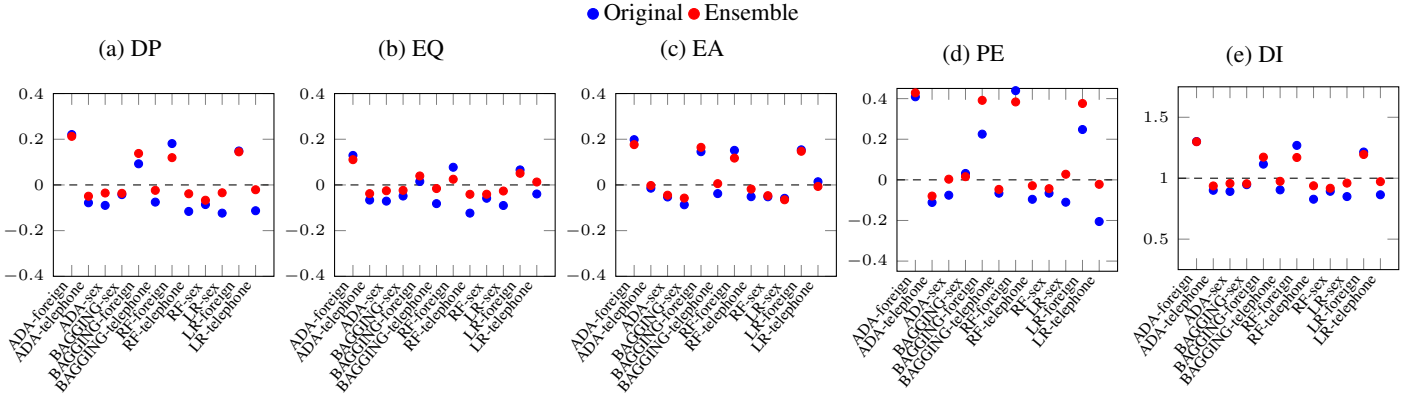 Original Ensemble
(a) DP
(b) EQ
(c) EA
(d) PE
(e) DI
0.4
0.2
0
−0.2
−0.4
ADA-foreign
ADA-telephone
ADA-sex
BAGGING-sex
BAGGING-foreign
BAGGING-telephone
RF-foreign
RF-telephone
RF-sex
LR-sex
LR-foreign
LR-telephone
0.4
0.2
0
−0.2
−0.4
ADA-foreign
ADA-telephone
ADA-sex
BAGGING-sex
BAGGING-foreign
BAGGING-telephone
RF-foreign
RF-telephone
RF-sex
LR-sex
LR-foreign
LR-telephone
0.4
0.2
0
−0.2
−0.4
ADA-foreign
ADA-telephone
ADA-sex
BAGGING-sex
BAGGING-foreign
BAGGING-telephone
RF-foreign
RF-telephone
RF-sex
LR-sex
LR-foreign
LR-telephone
0.4
0.2
0
−0.2
−0.4
ADA-foreign
ADA-telephone
ADA-sex
BAGGING-sex
BAGGING-foreign
BAGGING-telephone
RF-foreign
RF-telephone
RF-sex
LR-sex
LR-foreign
LR-telephone
1.5
1
0.5
ADA-foreign
ADA-telephone
ADA-sex
BAGGING-sex
BAGGING-foreign
BAGGING-telephone
RF-foreign
RF-telephone
RF-sex
LR-sex
LR-foreign
LR-telephone